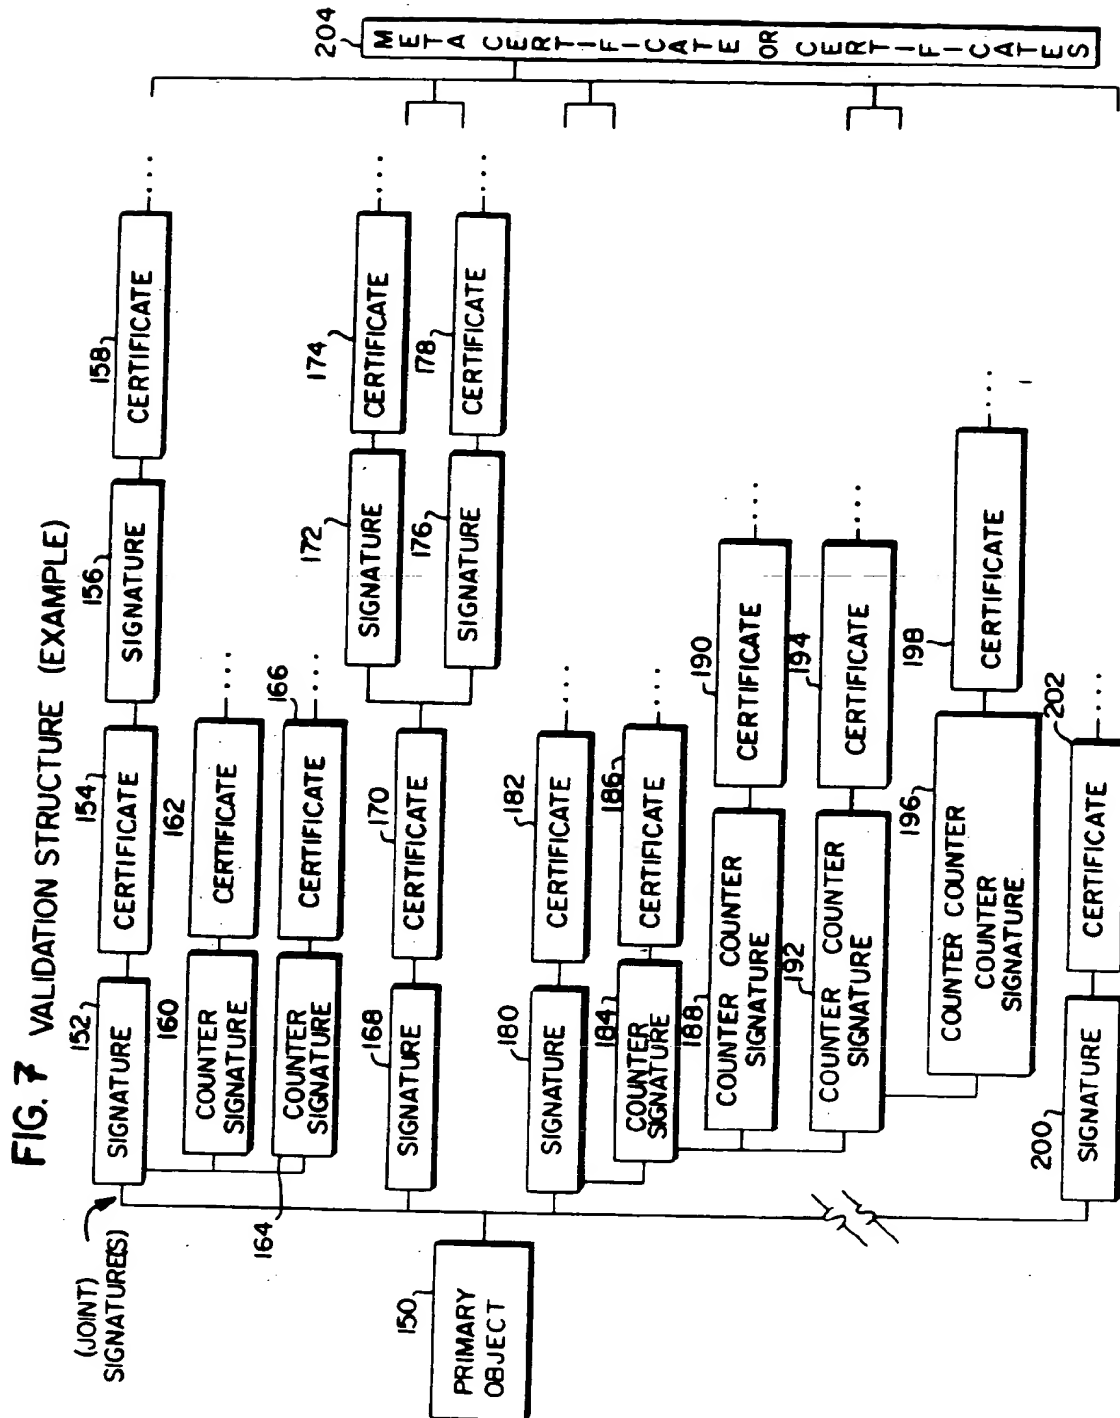 FIG. 7 VALIDATION STRUCTURE (EXAMPLE)
(JOINT)
SIGNATURE(S)
150
PRIMARY
OBJECT
152
SIGNATURE
154
CERTIFICATE
156
SIGNATURE
158
CERTIFICATE
....
160
COUNTER
SIGNATURE
162
CERTIFICATE
....
164
COUNTER
SIGNATURE
166
CERTIFICATE
....
168
SIGNATURE
170
CERTIFICATE
172
SIGNATURE
174
CERTIFICATE
....
176
SIGNATURE
178
CERTIFICATE
....
180
SIGNATURE
182
CERTIFICATE
....
184
COUNTER
SIGNATURE
186
CERTIFICATE
....
188
COUNTER COUNTER
SIGNATURE
190
CERTIFICATE
....
192
COUNTER COUNTER
SIGNATURE
194
CERTIFICATE
....
196
COUNTER COUNTER
COUNTER
SIGNATURE
198
CERTIFICATE
....
200
SIGNATURE
202
CERTIFICATE
....
204
META CERTIFICATE OR CERTIFICATES